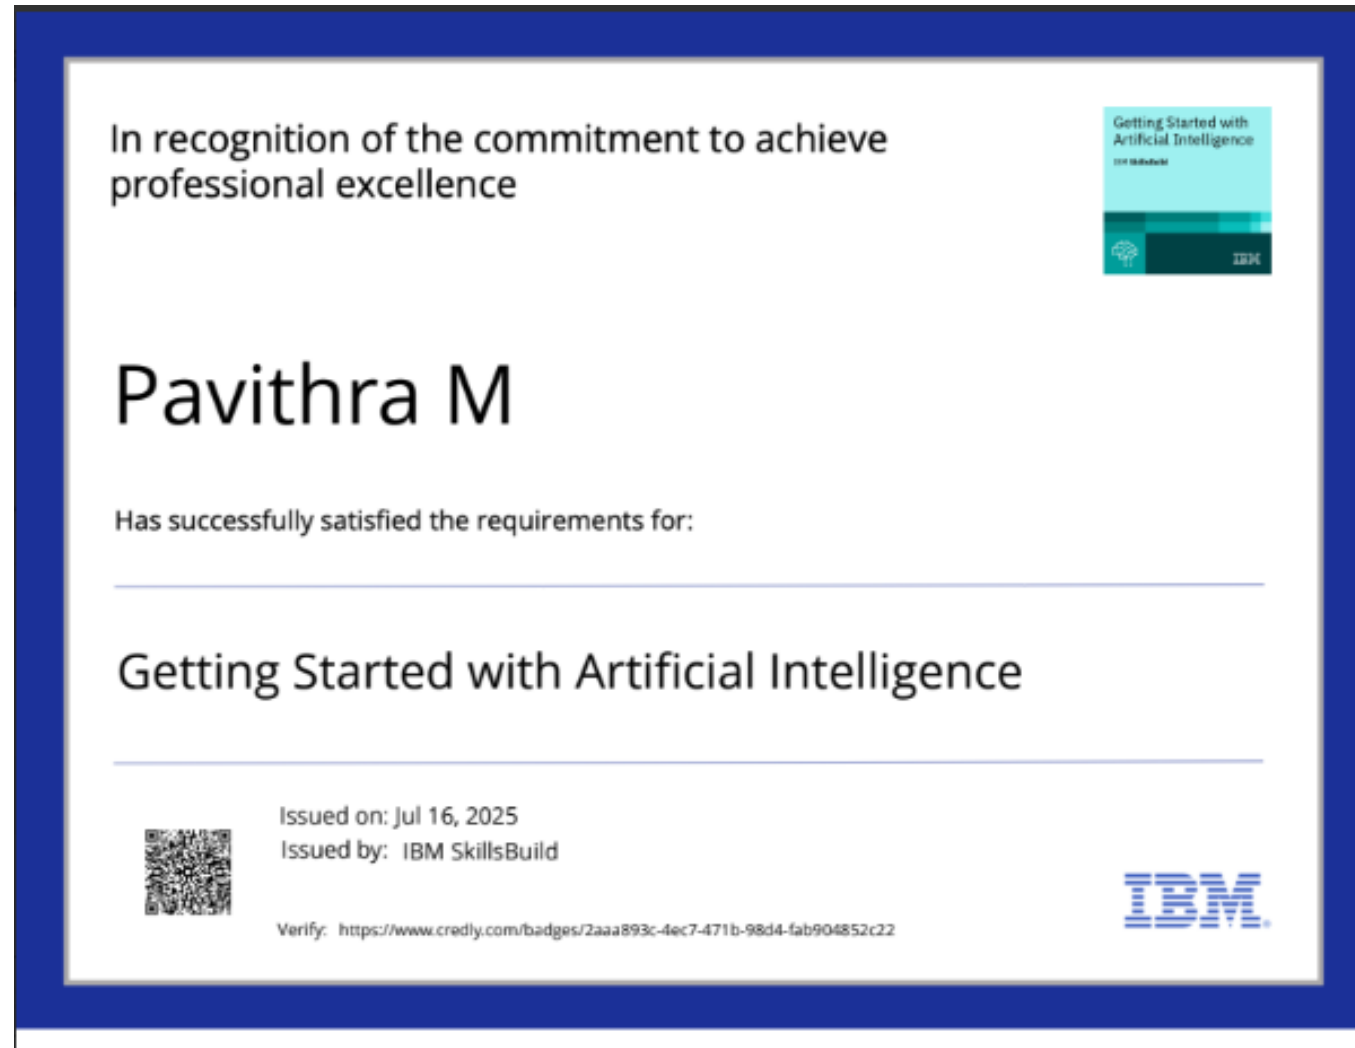 In recognition of the commitment to achieve
professional excellence
Getting Started with
Artificial Intelligence
IBM SkillsBuild
IBM
Pavithra M
Has successfully satisfied the requirements for:
Getting Started with Artificial Intelligence
Issued on: Jul 16, 2025
Issued by: IBM SkillsBuild
Verify: https://www.credly.com/badges/2aaa893c-4ec7-471b-98d4-fab904852c22
IBM